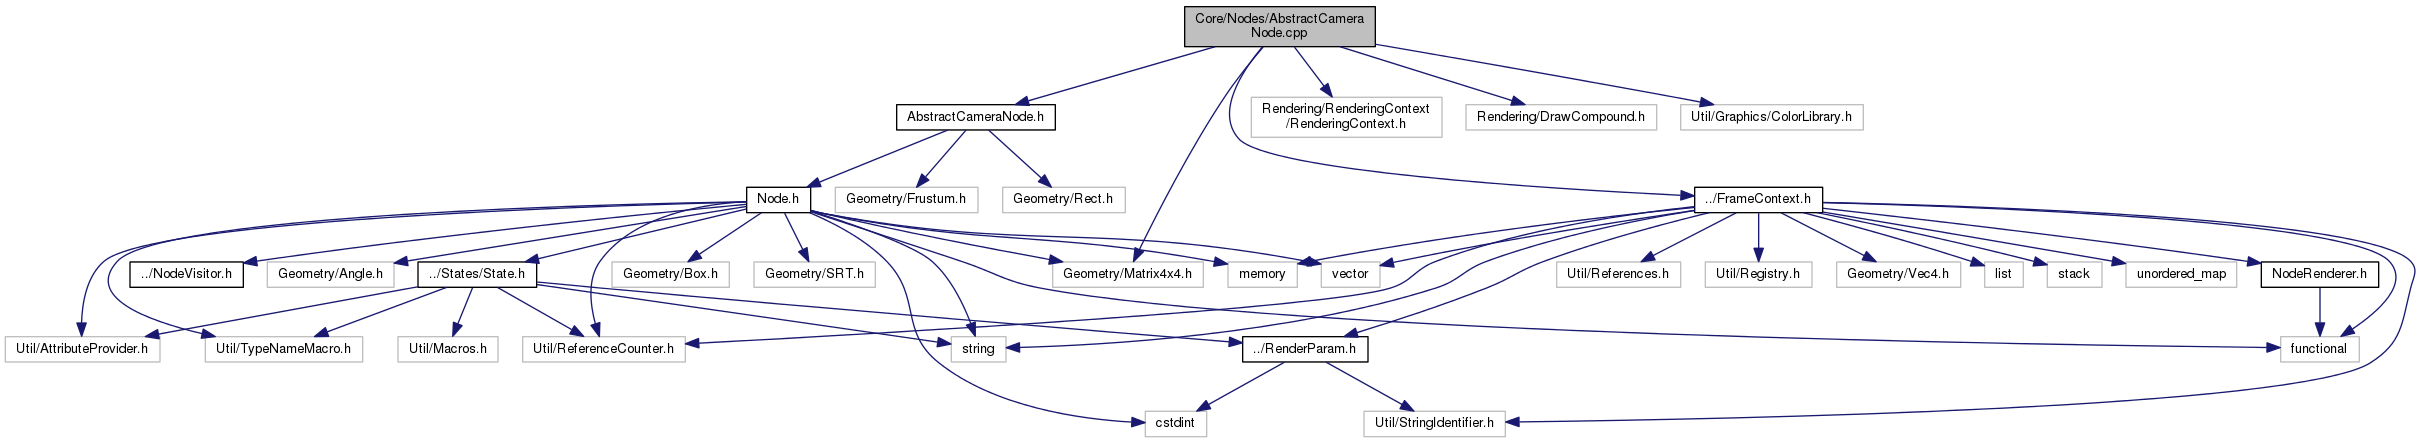 Core/Nodes/AbstractCamera
Node.cpp
AbstractCameraNode.h
Rendering/RenderingContext
/RenderingContext.h
Rendering/DrawCompound.h
Util/Graphics/ColorLibrary.h
Node.h
Geometry/Frustum.h
Geometry/Rect.h
../FrameContext.h
../NodeVisitor.h
Geometry/Angle.h
../States/State.h
Geometry/Box.h
Geometry/SRT.h
Geometry/Matrix4x4.h
memory
vector
Util/References.h
Util/Registry.h
Geometry/Vec4.h
list
stack
unordered_map
NodeRenderer.h
Util/AttributeProvider.h
Util/TypeNameMacro.h
Util/Macros.h
Util/ReferenceCounter.h
string
../RenderParam.h
functional
cstdint
Util/StringIdentifier.h